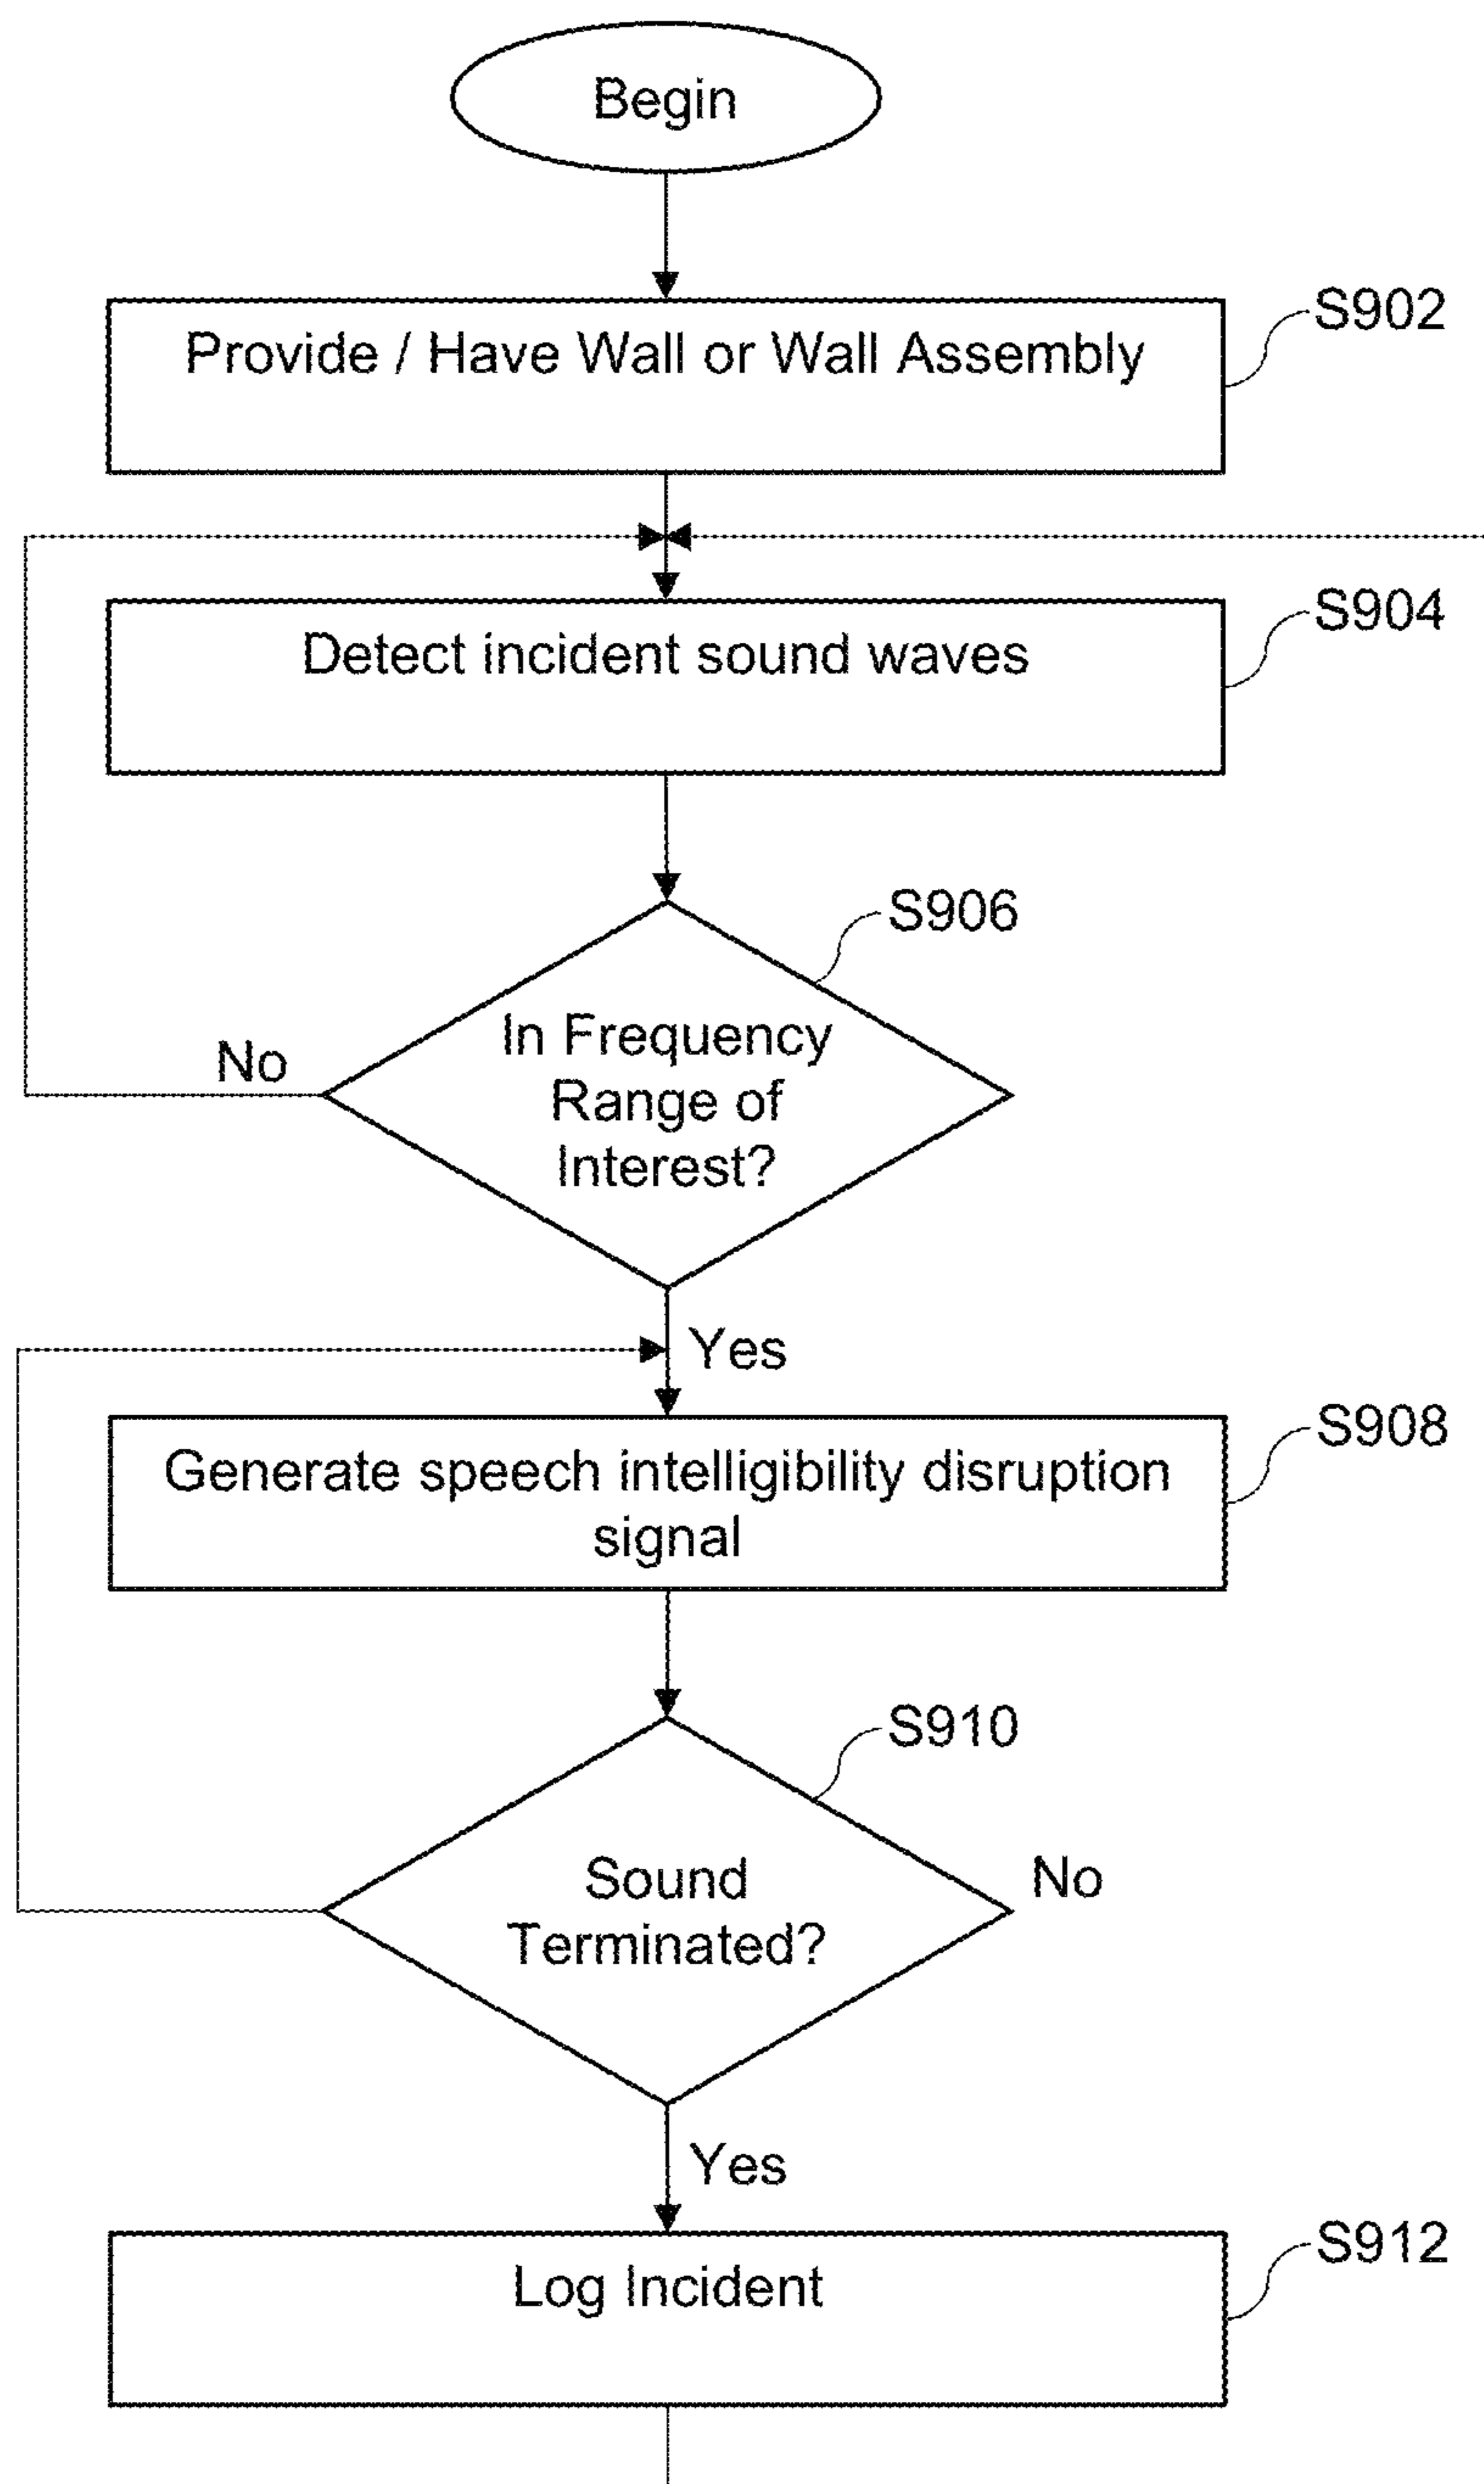 Begin
Provide / Have Wall or Wall Assembly
S902
Detect incident sound waves
S904
S906
In Frequency
Range of
Interest?
No
Yes
Generate speech intelligibility disruption
signal
S908
S910
Sound
Terminated?
No
Yes
Log Incident
S912